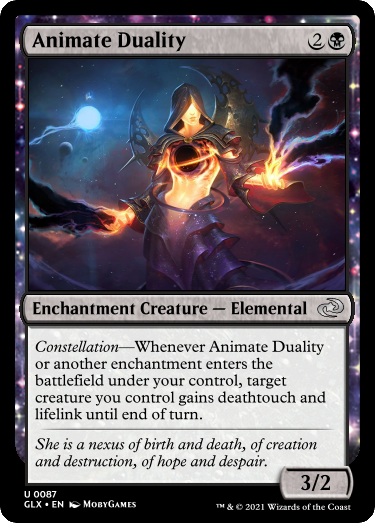 Animate Duality 2
Enchantment Creature — Elemental
Constellation—Whenever Animate Duality
or another enchantment enters the
battlefield under your control, target
creature you control gains deathtouch and
lifelink until end of turn.
She is a nexus of birth and death, of creation
and destruction, of hope and despair.
3/2
U 0087
GLX • EN MobyGames
™ & © 2021 Wizards of the Coast